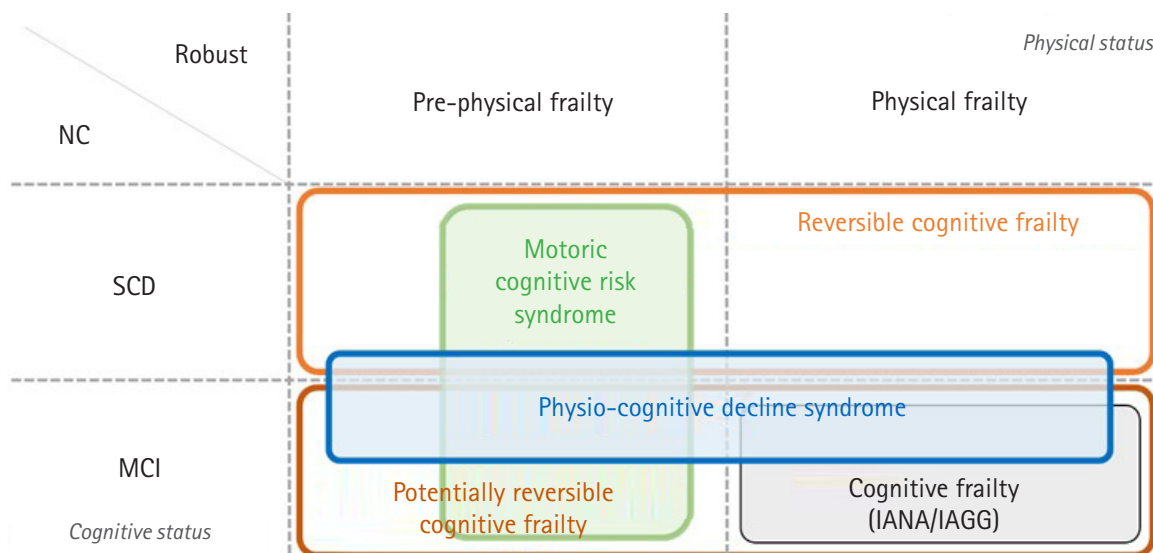 Robust
Physical status
Pre-physical frailty
Physical frailty
NC
Reversible cognitive frailty
Motoric
cognitive risk
syndrome
SCD
Physio-cognitive decline syndrome
MCI
Potentially reversible
cognitive frailty
Cognitive frailty
(IANA/IAGG)
Cognitive status